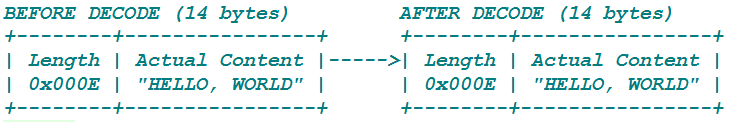 BEFORE DECODE (14 bytes)         AFTER DECODE (14 bytes)
+--------+----------------+      +--------+----------------+
| Length | Actual Content |----->| Length | Actual Content |
| 0x000E | "HELLO, WORLD" |      | 0x000E | "HELLO, WORLD" |
+--------+----------------+      +--------+----------------+